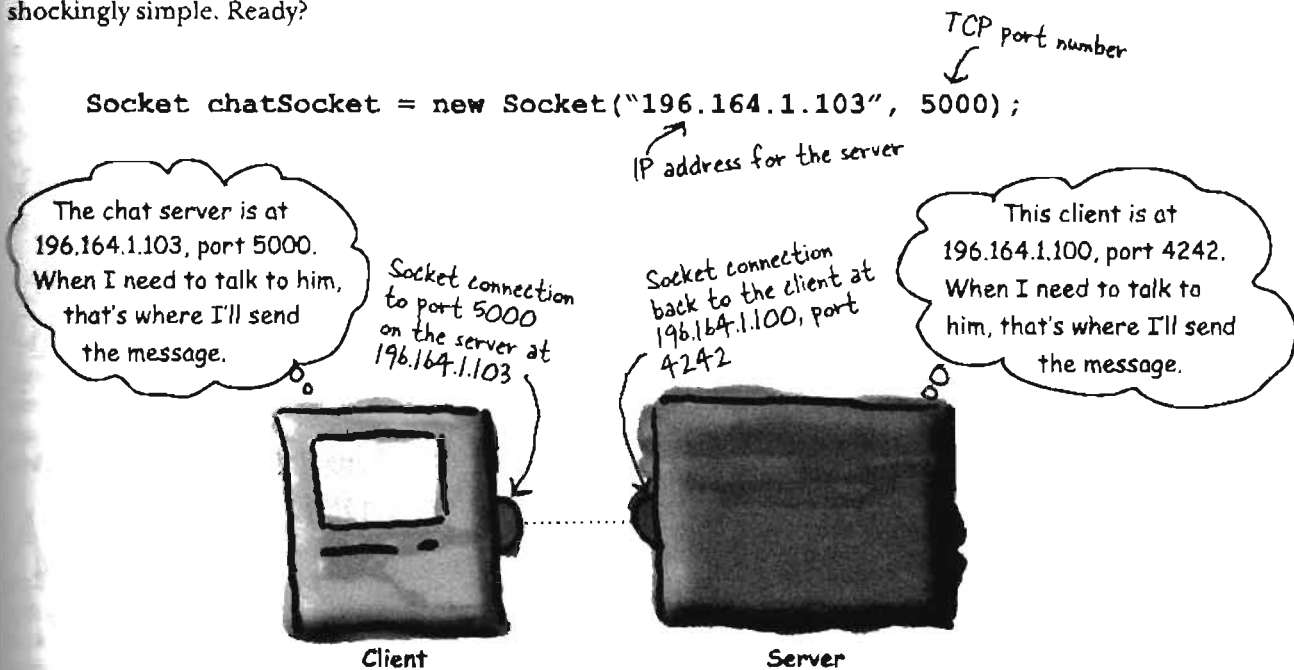 shockingly simple. Ready?
TCP port number
Socket chatSocket = new Socket("196.164.1.103", 5000);
IP address for the server
The chat server is at
196.164.1.103, port 5000.
When I need to talk to him,
that's where I'll send
the message.
Socket connection
to port 5000
on the server at
196.164.1.103
Socket connection
back to the client at
196.164.1.100, port
4242
This client is at
196.164.1.100, port 4242.
When I need to talk to
him, that's where I'll send
the message.
Client
Server